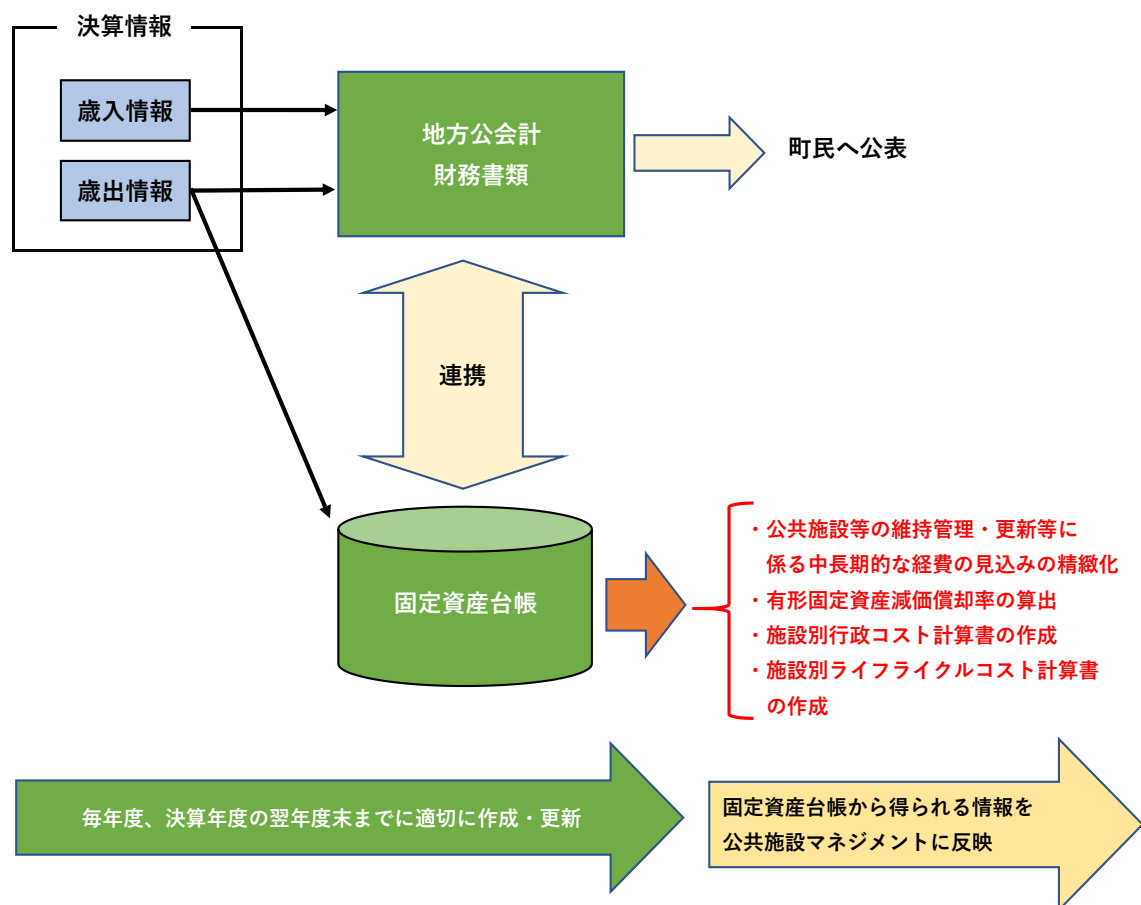 決算情報
歳入情報
歳出情報
地方公会計
財務書類
町民へ公表
連携
固定資産台帳
・公共施設等の維持管理・更新等に
係る中長期的な経費の見込みの精緻化
・有形固定資産減価償却率の算出
・施設別行政コスト計算書の作成
・施設別ライフライクルコスト計算書
の作成
毎年度、決算年度の翌年度末までに適切に作成・更新
固定資産台帳から得られる情報を
公共施設マネジメントに反映